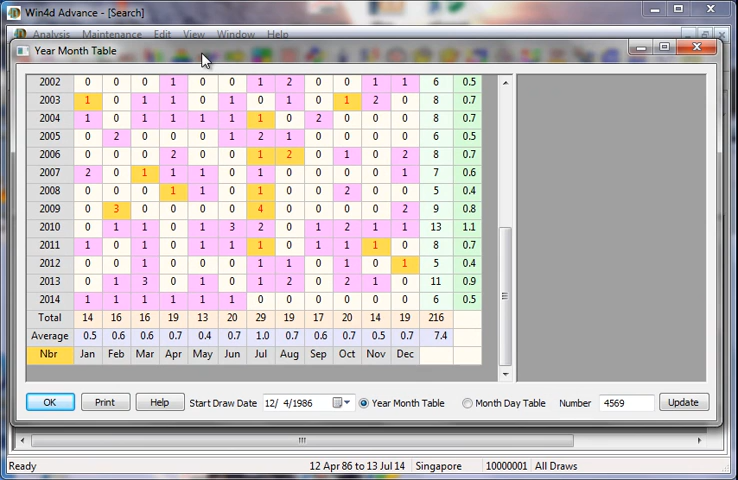 Win4d Advance - [Search]
Analysis Maintenance Edit View Window Help
Year Month Table
2002 0 0 0 1 0 0 1 2 0 0 1 1 6 0.5
2003 1 0 1 1 0 1 0 1 0 1 2 0 8 0.7
2004 1 0 1 1 1 1 1 0 2 0 0 0 8 0.7
2005 0 2 0 0 0 1 2 1 0 0 0 0 6 0.5
2006 0 0 0 2 0 0 1 2 0 1 0 2 8 0.7
2007 2 0 1 1 1 0 1 0 0 0 0 1 7 0.6
2008 0 0 0 1 1 0 1 0 0 2 0 0 5 0.4
2009 0 3 0 0 0 0 4 0 0 0 0 2 9 0.8
2010 0 1 1 0 1 3 2 0 1 2 1 1 13 1.1
2011 1 0 1 0 1 1 1 0 1 1 1 0 8 0.7
2012 0 0 1 0 0 0 1 1 0 1 0 1 5 0.4
2013 0 1 3 0 1 0 1 2 0 2 1 0 11 0.9
2014 1 1 1 1 1 1 0 0 0 0 0 0 6 0.5
Total 14 16 16 19 13 20 29 19 17 20 14 19 216
Average 0.5 0.6 0.6 0.7 0.4 0.7 1.0 0.7 0.6 0.7 0.5 0.7 7.4
Nbr Jan Feb Mar Apr May Jun Jul Aug Sep Oct Nov Dec
OK Print Help Start Draw Date 12/ 4/1986 Year Month Table Month Day Table Number 4569 Update
Ready 12 Apr 86 to 13 Jul 14 Singapore 10000001 All Draws